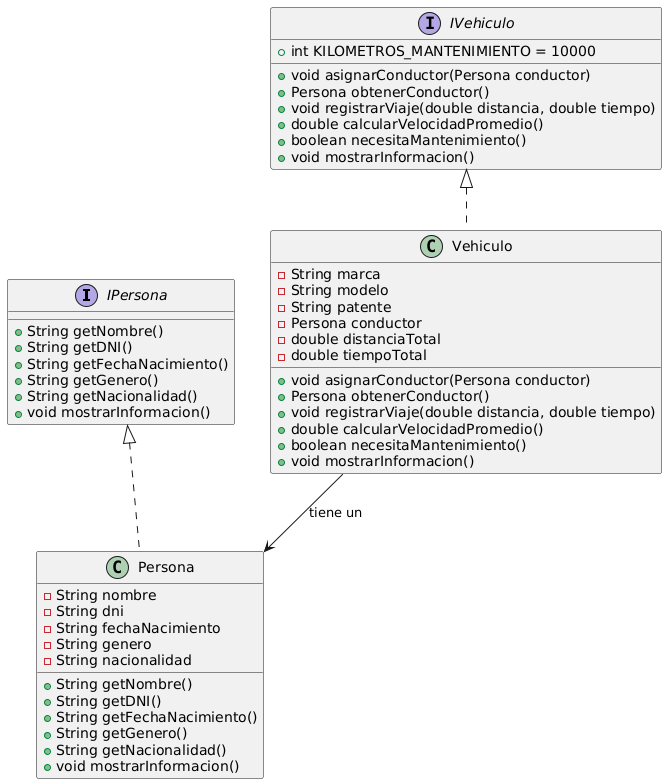 I IVehiculo
int KILOMETROS_MANTENIMIENTO = 10000
void asignarConductor(Persona conductor)
Persona obtenerConductor()
void registrarViaje(double distancia, double tiempo)
double calcularVelocidadPromedio()
boolean necesitaMantenimiento()
void mostrarInformacion()
C Vehiculo
String marca
String modelo
String patente
Persona conductor
double distanciaTotal
double tiempoTotal
void asignarConductor(Persona conductor)
Persona obtenerConductor()
void registrarViaje(double distancia, double tiempo)
double calcularVelocidadPromedio()
boolean necesitaMantenimiento()
void mostrarInformacion()
I IPersona
String getNombre()
String getDNI()
String getFechaNacimiento()
String getGenero()
String getNacionalidad()
void mostrarInformacion()
tiene un
C Persona
String nombre
String dni
String fechaNacimiento
String genero
String nacionalidad
String getNombre()
String getDNI()
String getFechaNacimiento()
String getGenero()
String getNacionalidad()
void mostrarInformacion()